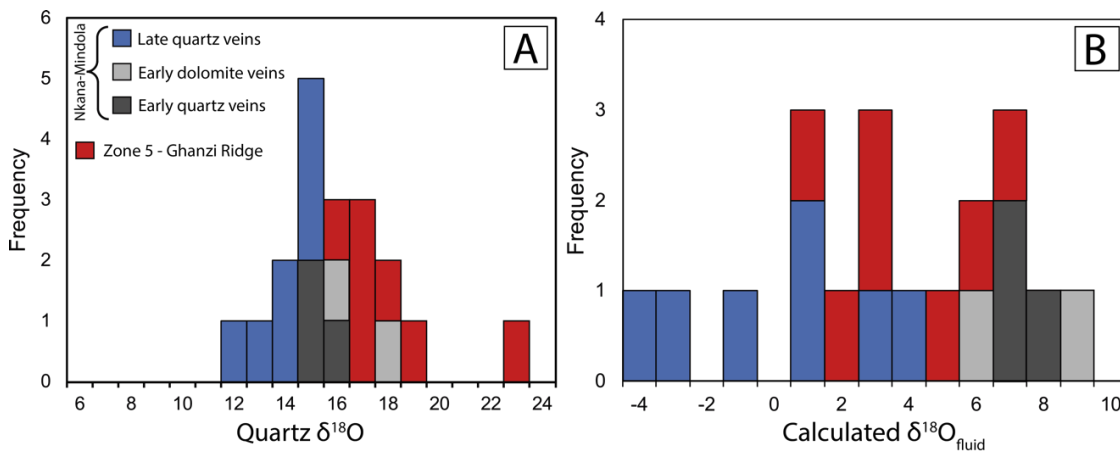 A
Frequency
6
5
4
3
2
1
0
Nkana-Mindola
Late quartz veins
Early dolomite veins
Early quartz veins
Zone 5 - Ghanzi Ridge
6 8 10 12 14 16 18 20 22 24
Quartz δ¹⁸O
B
Frequency
4
3
2
1
0
-4 -2 0 2 4 6 8 10
Calculated δ¹⁸O_fluid